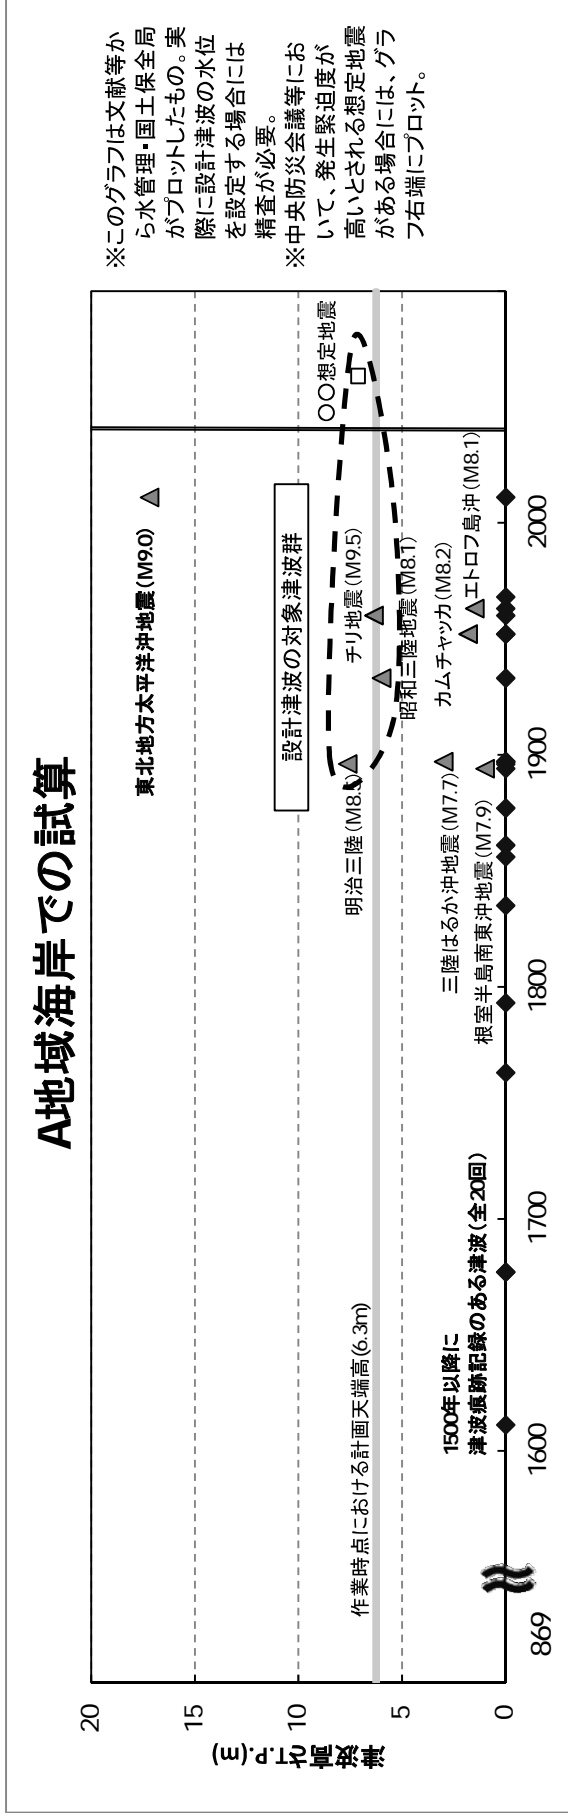 A地域海岸での試算
津波高さT.P.(m)
20
15
10
5
0
869
1600
1700
1800
1900
2000
作業時点における計画天端高(6.3m)
1500年以降に
津波痕跡記録のある津波(全20回)
東北地方太平洋沖地震(M9.0)
設計津波の対象津波群
明治三陸(M8.5)
チリ地震(M9.5)
昭和三陸地震(M8.1)
カムチャッカ(M8.2)
エトロフ島沖(M8.1)
三陸はるか沖地震(M7.7)
根室半島南東沖地震(M7.9)
○○想定地震
※このグラフは文献等か
ら水管理・国土保全局
がプロットしたもの。実
際に設計津波の水位
を設定する場合には
精査が必要。
※中央防災会議等にお
いて、発生緊迫度が
高いとされる想定地震
がある場合には、グラ
フ右端にプロット。